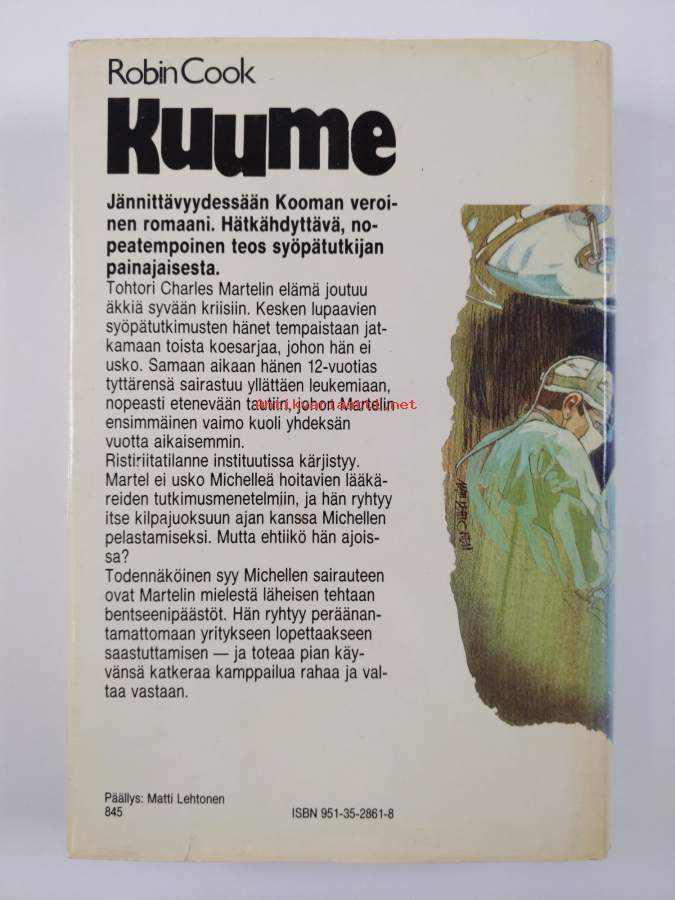 Robin Cook
Kuume
Jännittävyydessään Kooman veroi-
nen romaani. Hätkähdyttävä, no-
peatempoinen teos syöpätutkijan
painajaisesta.
Tohtori Charles Martelin elämä joutuu
äkkiä syvään kriisiin. Kesken lupaavien
syöpätutkimusten hänet tempaistaan jat-
kamaan toista koesarjaa, johon hän ei
usko. Samaan aikaan hänen 12-vuotias
tyttärensä sairastuu yllättäen leukemiaan,
nopeasti etenevään tautiin, johon Martelin
ensimmäinen vaimo kuoli yhdeksän
vuotta aikaisemmin.
Ristiriitatilanne instituutissa kärjistyy.
Martel ei usko Michelleä hoitavien lääkä-
reiden tutkimusmenetelmiin, ja hän ryhtyy
itse kilpajuoksuun ajan kanssa Michellen
pelastamiseksi. Mutta ehtiikö hän ajois-
sa?
Todennäköinen syy Michellen sairauteen
ovat Martelin mielestä läheisen tehtaan
bentseenipäästöt. Hän ryhtyy peräänan-
tamattomaan yritykseen lopettaakseen
saastuttamisen — ja toteaa pian käy-
vänsä katkeraa kamppailua rahaa ja val-
taa vastaan.
Päällys: Matti Lehtonen
845
ISBN 951-35-2861-8